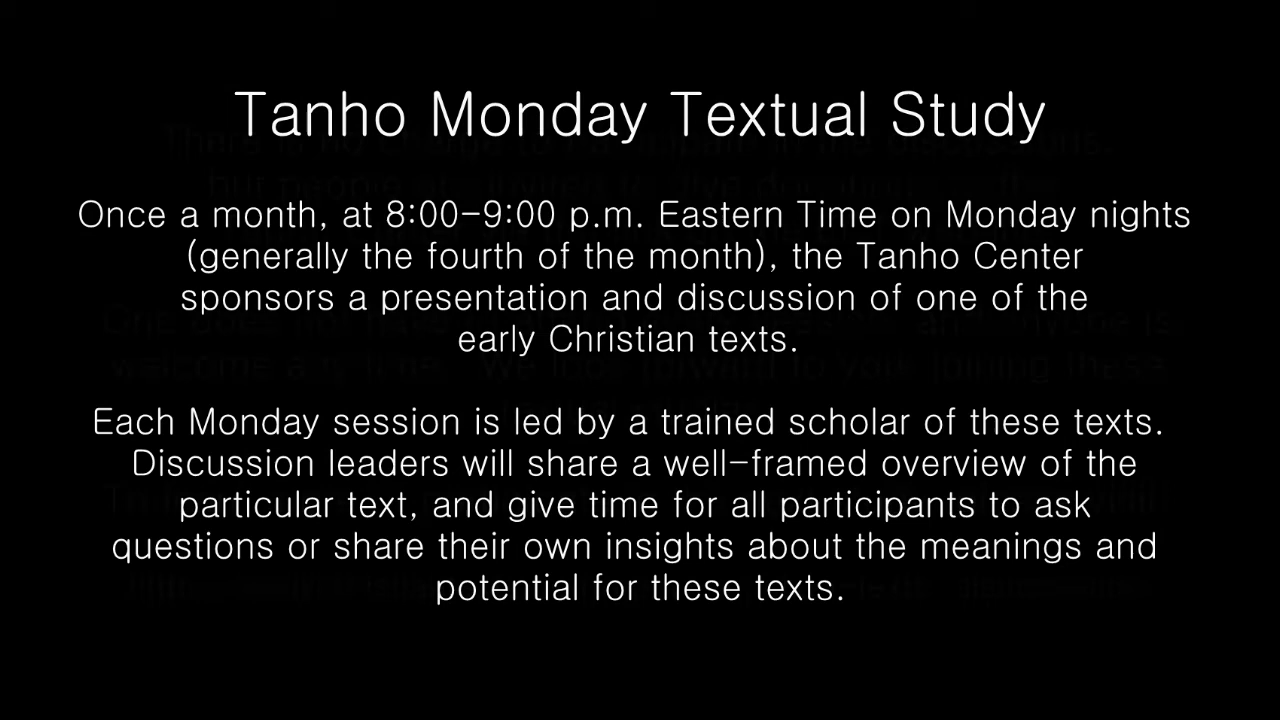 Tanho Monday Textual Study
Once a month, at 8:00-9:00 p.m. Eastern Time on Monday nights
(generally the fourth of the month), the Tanho Center
sponsors a presentation and discussion of one of the
early Christian texts.
Each Monday session is led by a trained scholar of these texts.
Discussion leaders will share a well-framed overview of the
particular text, and give time for all participants to ask
questions or share their own insights about the meanings and
potential for these texts.